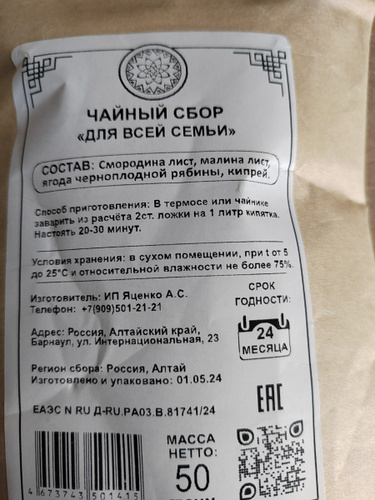 ЧАЙНЫЙ СБОР
«ДЛЯ ВСЕЙ СЕМЬИ»
СОСТАВ: Смородина лист, малина лист,
ягода черноплодной рябины, кипрей.
Способ приготовления: В термосе или чайнике
заварить из расчёта 2ст. ложки на 1 литр кипятка.
Настоять 20-30 минут.
Условия хранения: в сухом помещении, при t от 5
до 25°С и относительной влажности не более 75%.
Изготовитель: ИП Яценко А.С.
Телефон: +7(909)501-21-21
Адрес: Россия, Алтайский край,
Барнаул, ул. Интернациональная, 23
Регион сбора: Россия, Алтай
Изготовлено и упаковано: 01.05.24
СРОК
ГОДНОСТИ:
24
МЕСЯЦА
ЕАЭС N RU Д-RU.РА03.В.81741/24
EAC
МАССА
НЕТТО:
50
4673743501415